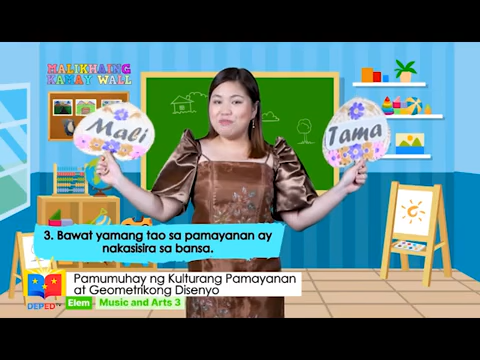 MALIKHAING
KAMAY WALL
Mali
Tama
3. Bawat yamang tao sa pamayanan ay
nakasisira sa bansa.
Pamumuhay ng Kulturang Pamayanan
at Geometrikong Disenyo
DEPED TV
Elem Music and Arts 3